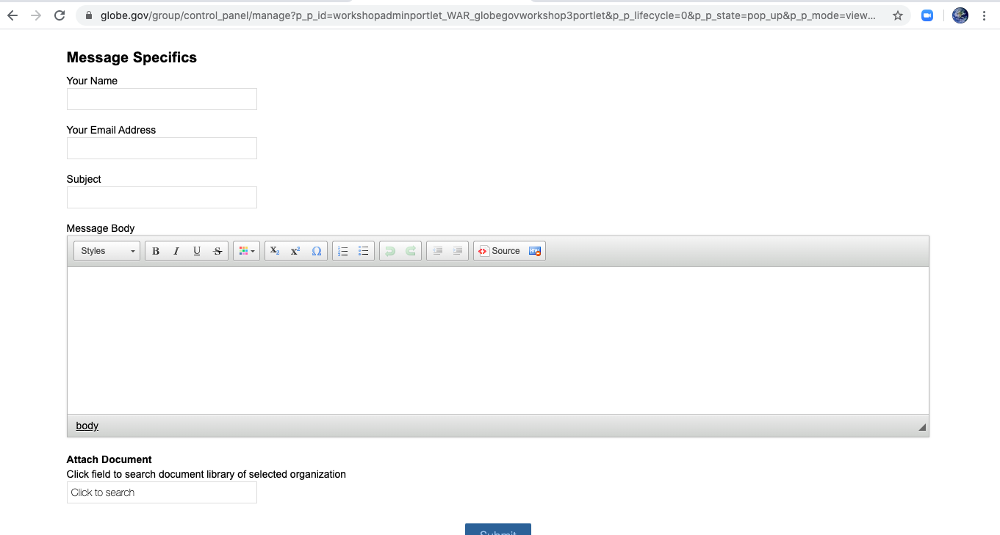 globe.gov/group/control_panel/manage?p_p_id=workshopadminportlet_WAR_globegovworkshop3portlet&p_p_lifecycle=0&p_p_state=pop_up&p_p_mode=view...
Message Specifics
Your Name
Your Email Address
Subject
Message Body
Styles B I U S X2 X2 Ω Source
body
Attach Document
Click field to search document library of selected organization
Click to search
Submit